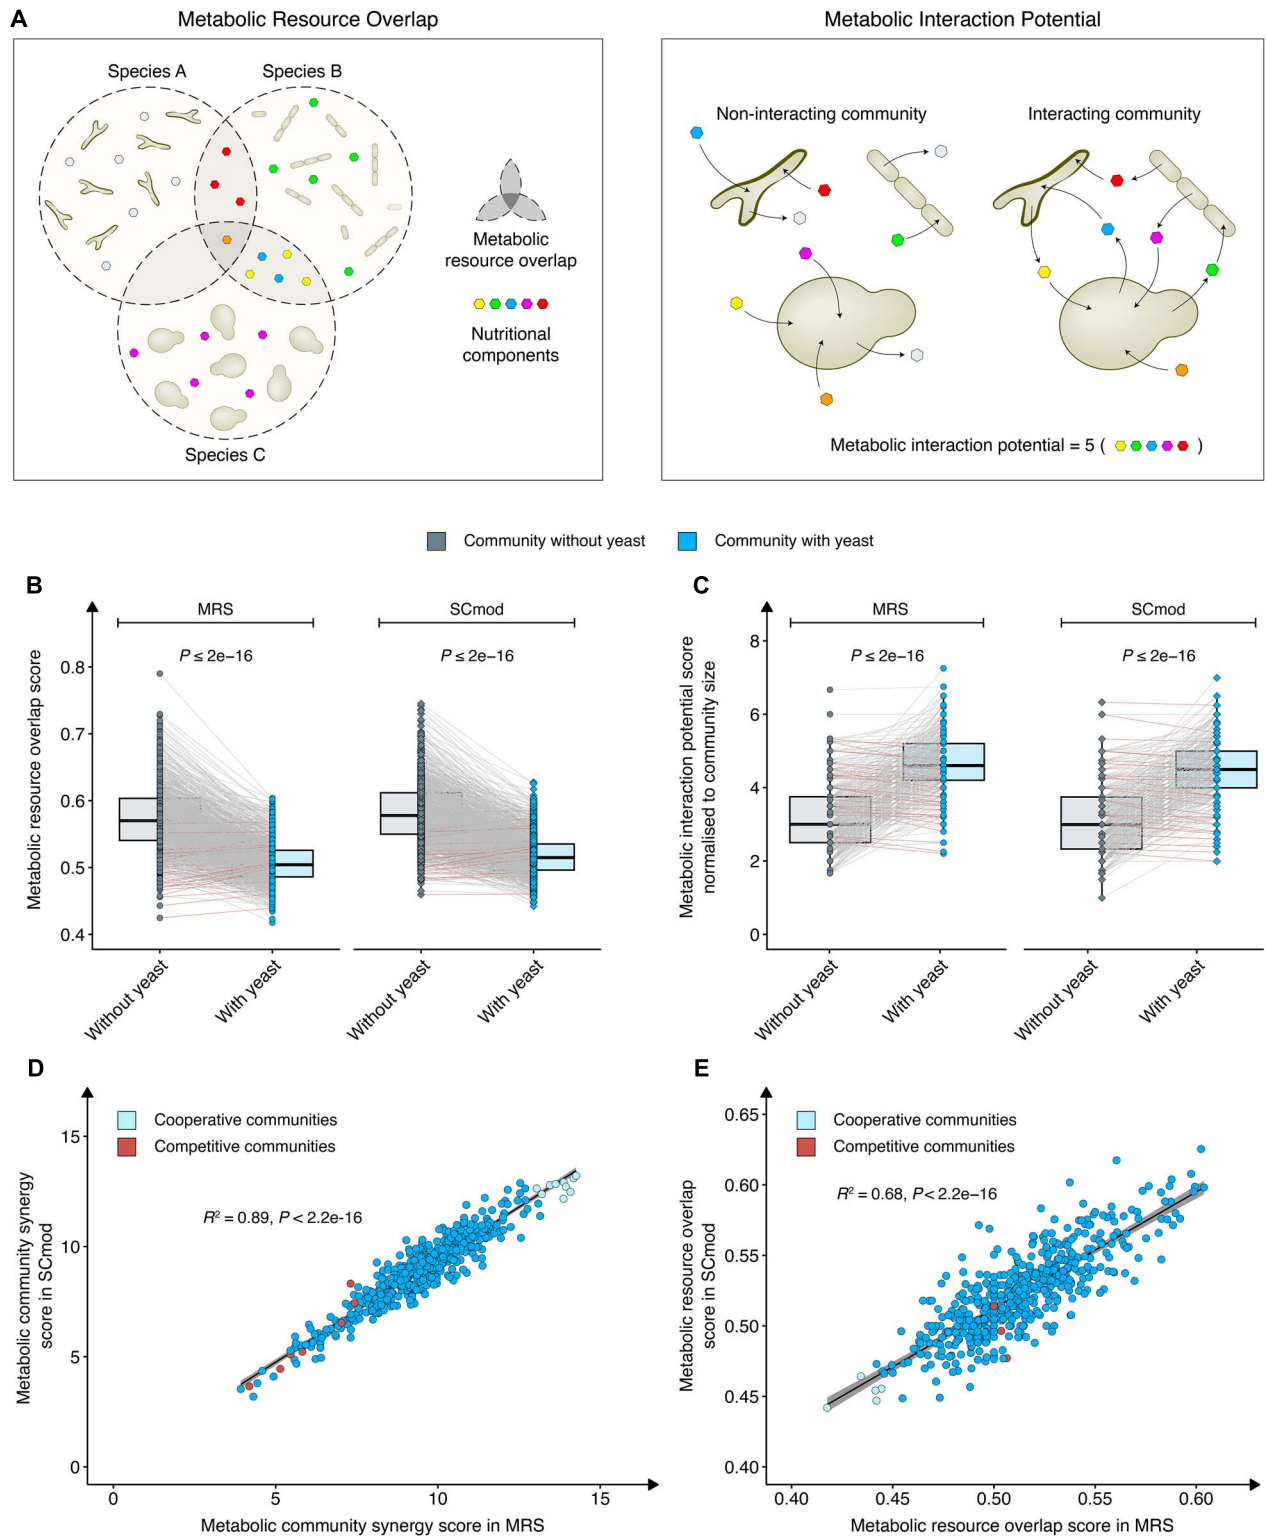 A
Metabolic Resource Overlap
Species A
Species B
Species C
Metabolic
resource overlap
Nutritional
components
Metabolic Interaction Potential
Non-interacting community
Interacting community
Metabolic interaction potential = 5 ( )
Community without yeast
Community with yeast
B
Metabolic resource overlap score
0.8
0.7
0.6
0.5
0.4
MRS
P ≤ 2e−16
SCmod
P ≤ 2e−16
Without yeast
With yeast
Without yeast
With yeast
C
Metabolic interaction potential score
normalised to community size
8
6
4
2
0
MRS
P ≤ 2e−16
SCmod
P ≤ 2e−16
Without yeast
With yeast
Without yeast
With yeast
D
Metabolic community synergy
score in SCmod
15
10
5
0
Cooperative communities
Competitive communities
R² = 0.89, P < 2.2e-16
0
5
10
15
Metabolic community synergy score in MRS
E
Metabolic resource overlap
score in SCmod
0.65
0.60
0.55
0.50
0.45
0.40
Cooperative communities
Competitive communities
R² = 0.68, P < 2.2e−16
0.40
0.45
0.50
0.55
0.60
Metabolic resource overlap score in MRS